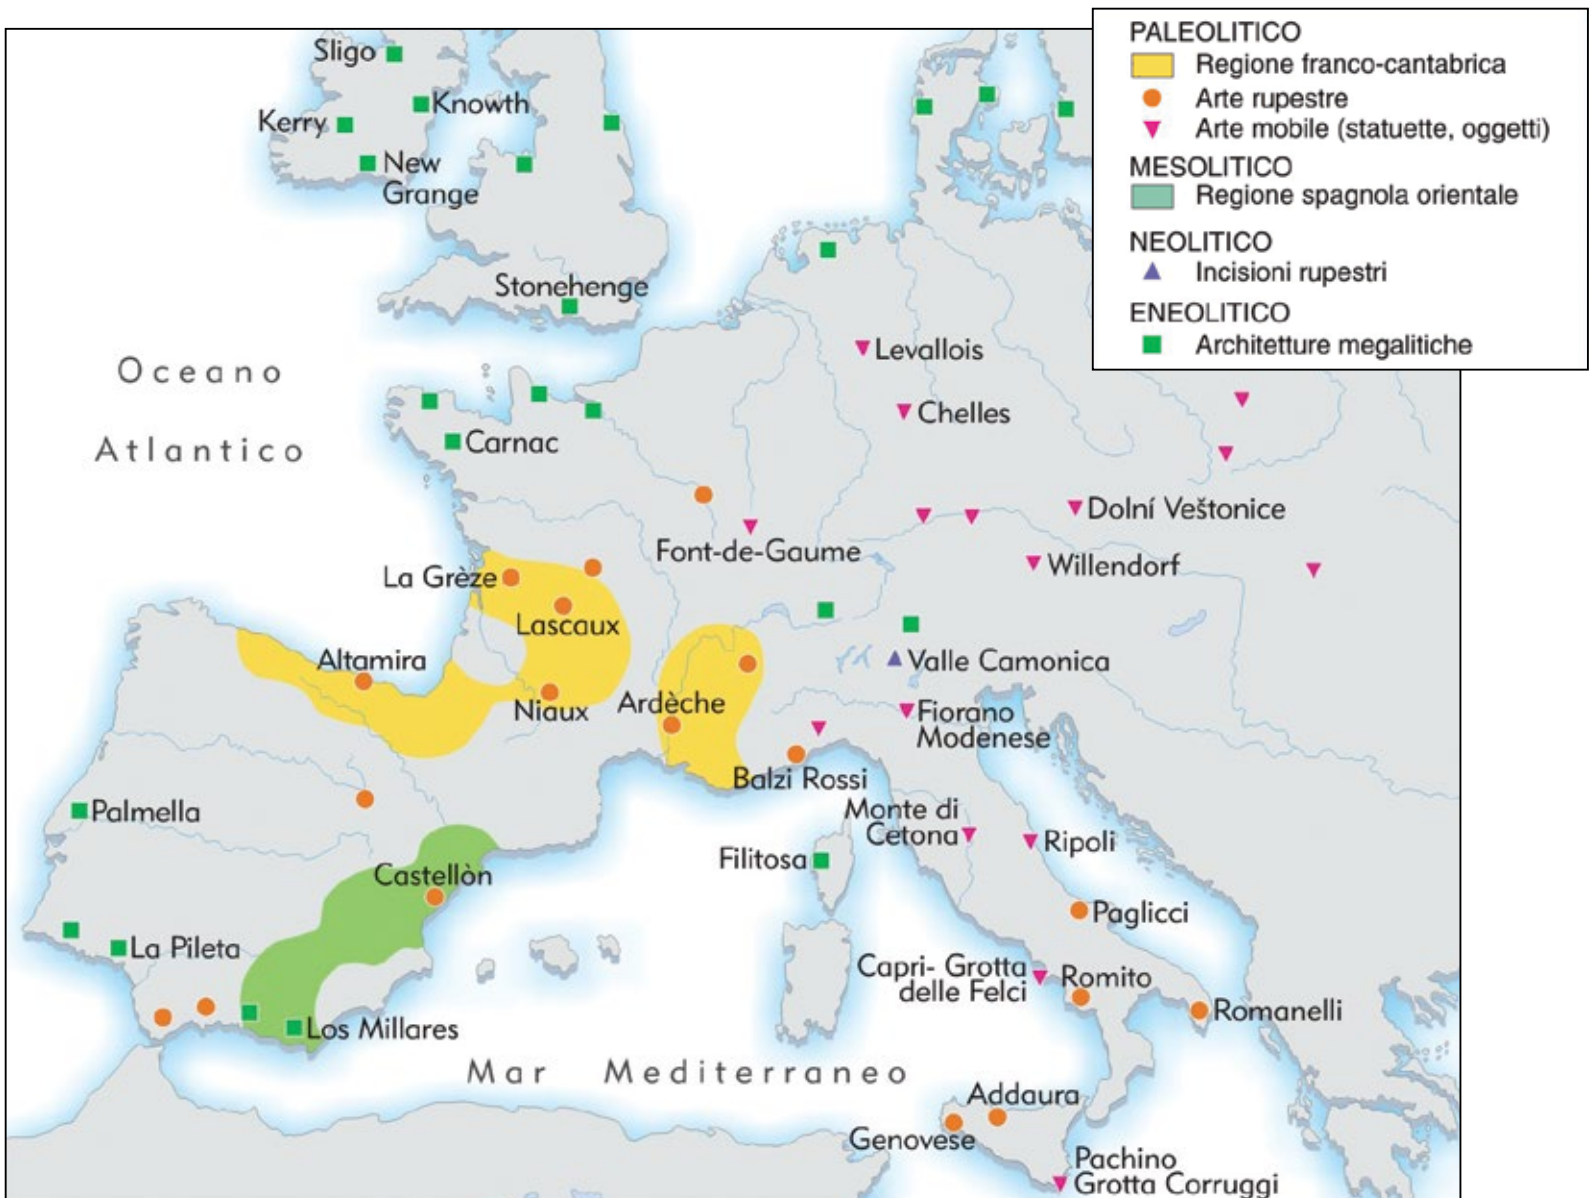 PALEOLITICO
Regione franco-cantabrica
Arte rupestre
Arte mobile (statuette, oggetti)
MESOLITICO
Regione spagnola orientale
NEOLITICO
Incisioni rupestri
ENEOLITICO
Architetture megalitiche
Sligo
Knowth
Kerry
New
Grange
Stonehenge
Oceano
Atlantico
Levallois
Chelles
Carnac
Dolní Veštonice
Font-de-Gaume
Willendorf
La Grèze
Lascaux
Altamira
Valle Camonica
Niaux
Ardèche
Fiorano
Modenese
Balzi Rossi
Palmella
Monte di
Cetona
Ripoli
Filitosa
Castellòn
Paglicci
La Pileta
Capri- Grotta
delle Felci
Romito
Romanelli
Los Millares
Mar Mediterraneo
Addaura
Genovese
Pachino
Grotta Corruggi